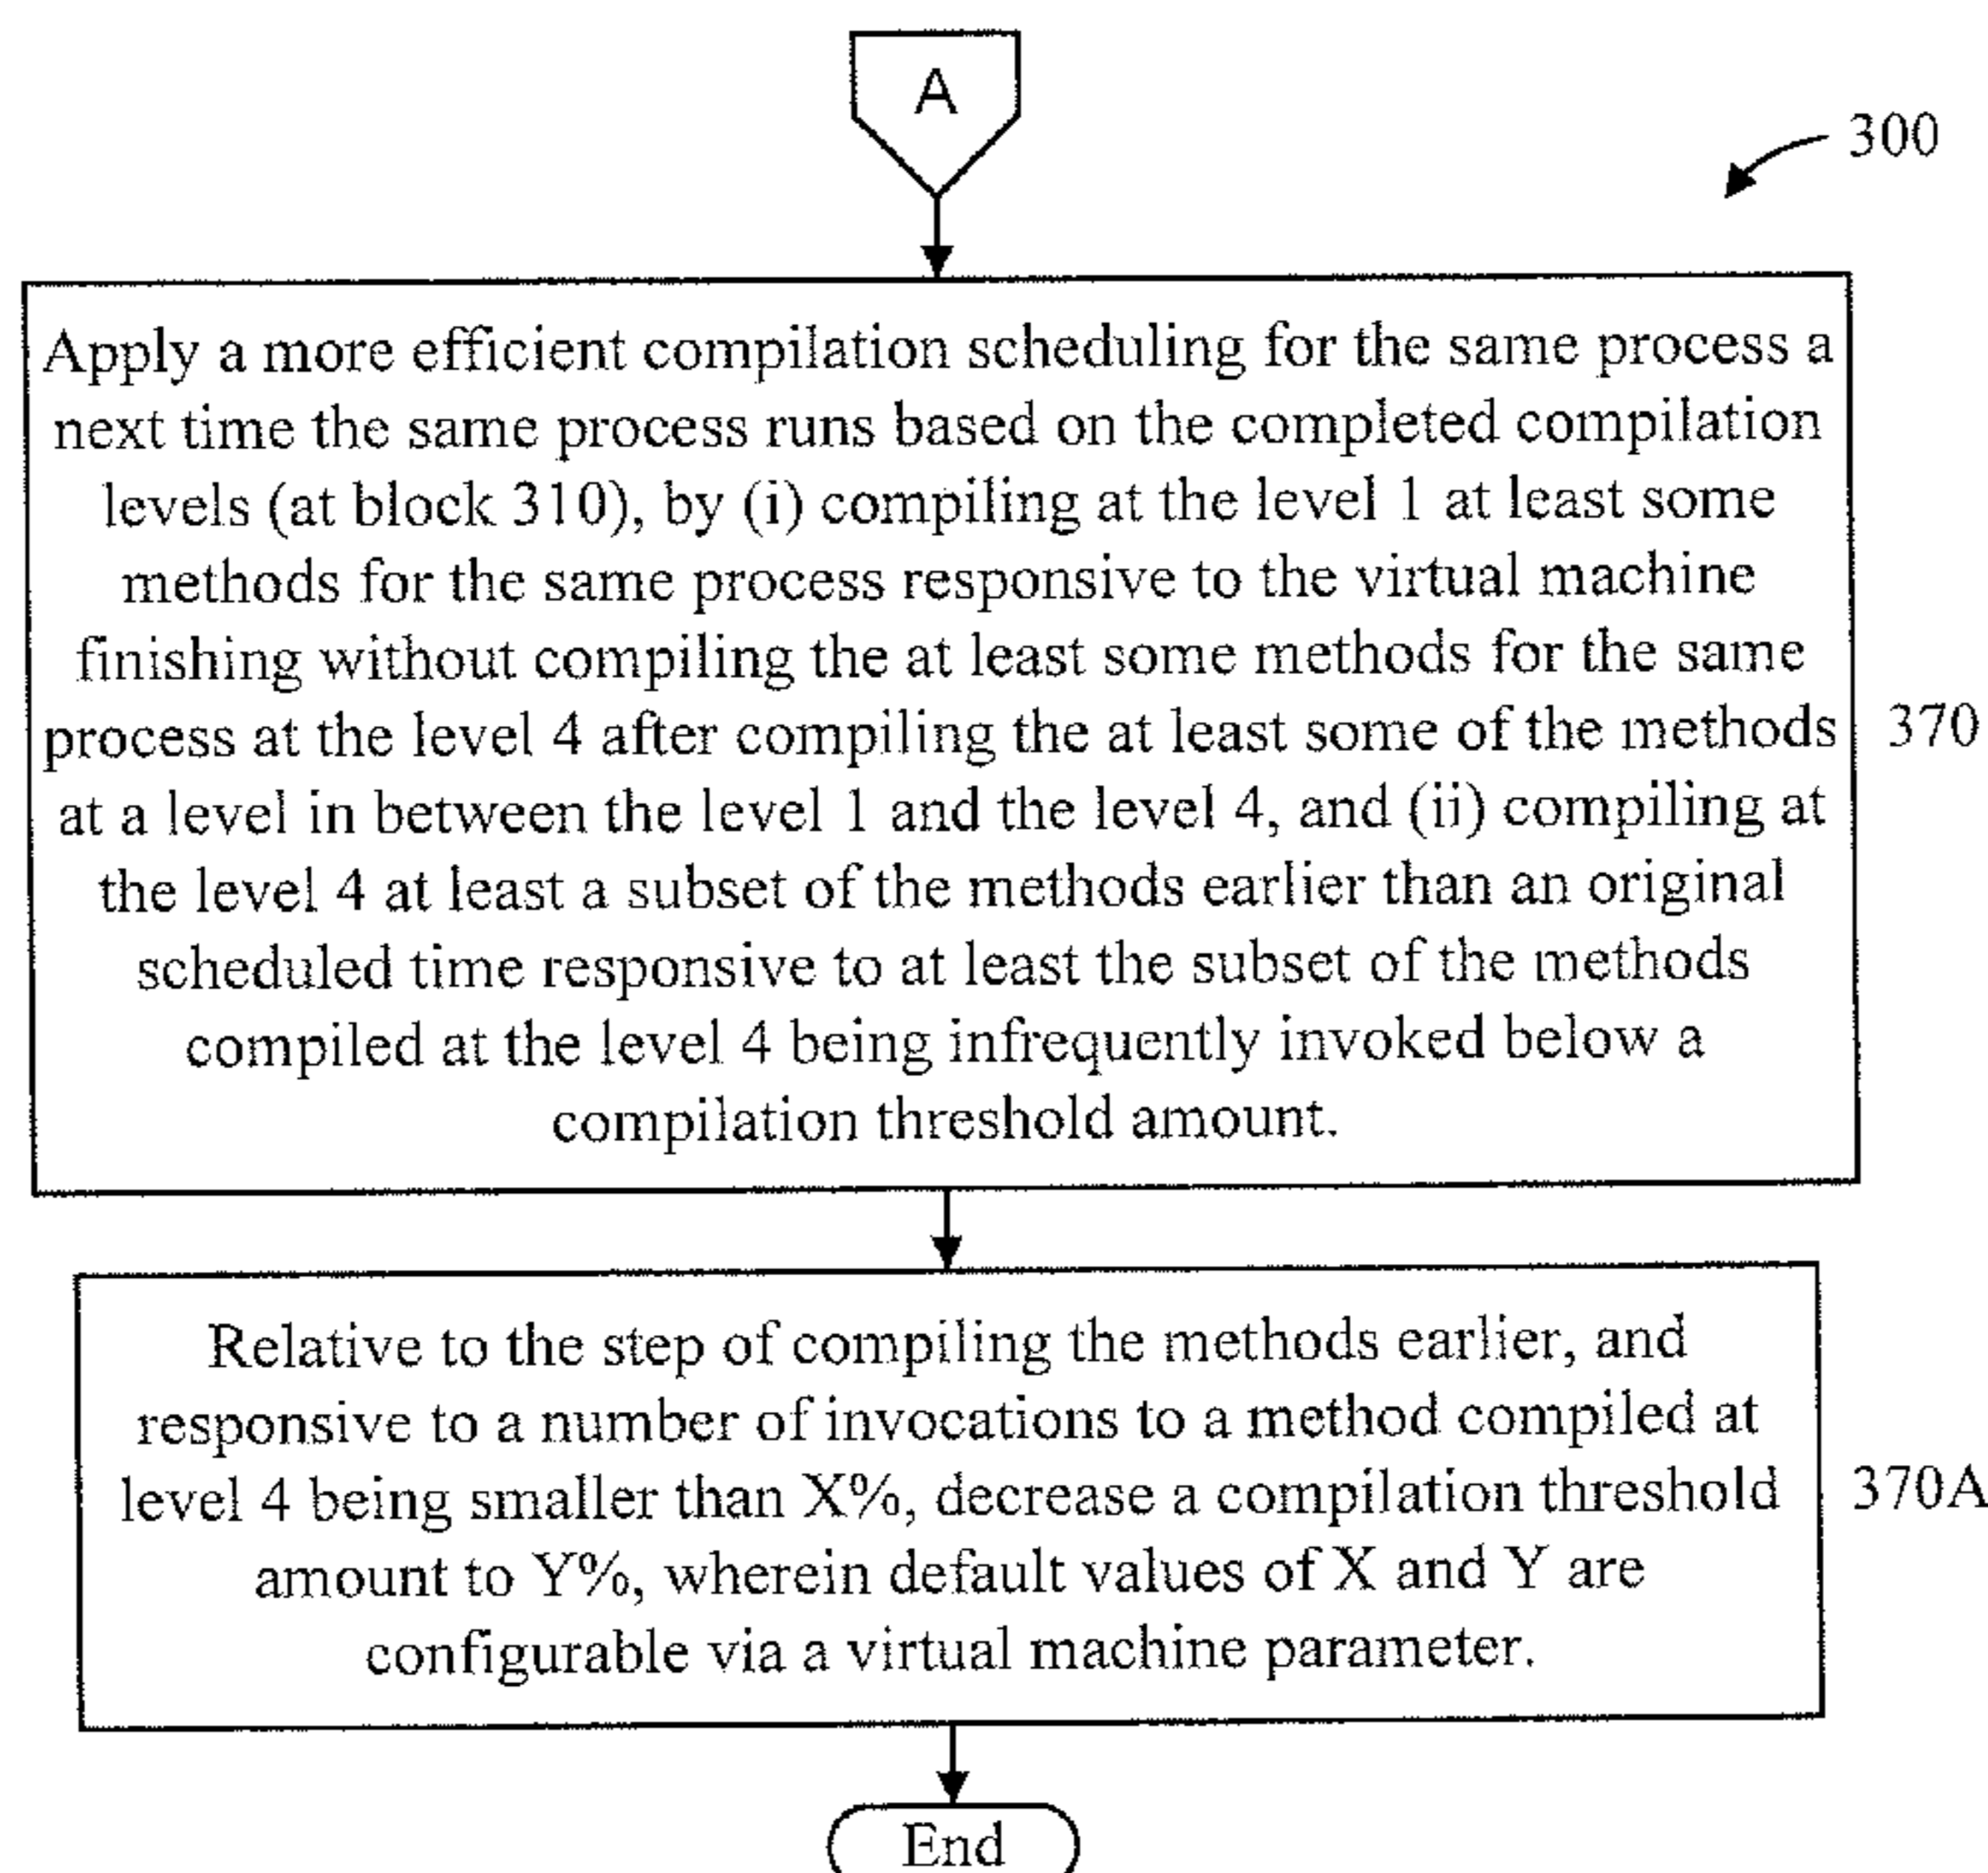 A
300
Apply a more efficient compilation scheduling for the same process a
next time the same process runs based on the completed compilation
levels (at block 310), by (i) compiling at the level 1 at least some
methods for the same process responsive to the virtual machine
finishing without compiling the at least some methods for the same
process at the level 4 after compiling the at least some of the methods
at a level in between the level 1 and the level 4, and (ii) compiling at
the level 4 at least a subset of the methods earlier than an original
scheduled time responsive to at least the subset of the methods
compiled at the level 4 being infrequently invoked below a
compilation threshold amount.
370
Relative to the step of compiling the methods earlier, and
responsive to a number of invocations to a method compiled at
level 4 being smaller than X%, decrease a compilation threshold
amount to Y%, wherein default values of X and Y are
configurable via a virtual machine parameter.
370A
End